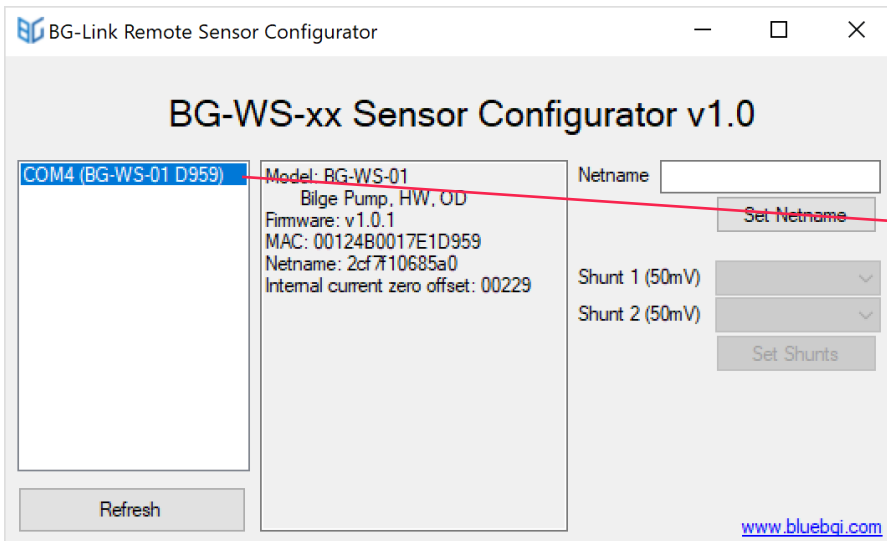 BG-Link Remote Sensor Configurator
BG-WS-xx Sensor Configurator v1.0
COM4 (BG-WS-01 D959)
Model: BG-WS-01
Bilge Pump, HW, OD
Firmware: v1.0.1
MAC: 00124B0017E1D959
Netname: 2cf7f10685a0
Internal current zero offset: 00229
Netname
Set Netname
Shunt 1 (50mV)
Shunt 2 (50mV)
Set Shunts
Refresh
www.bluebqi.com